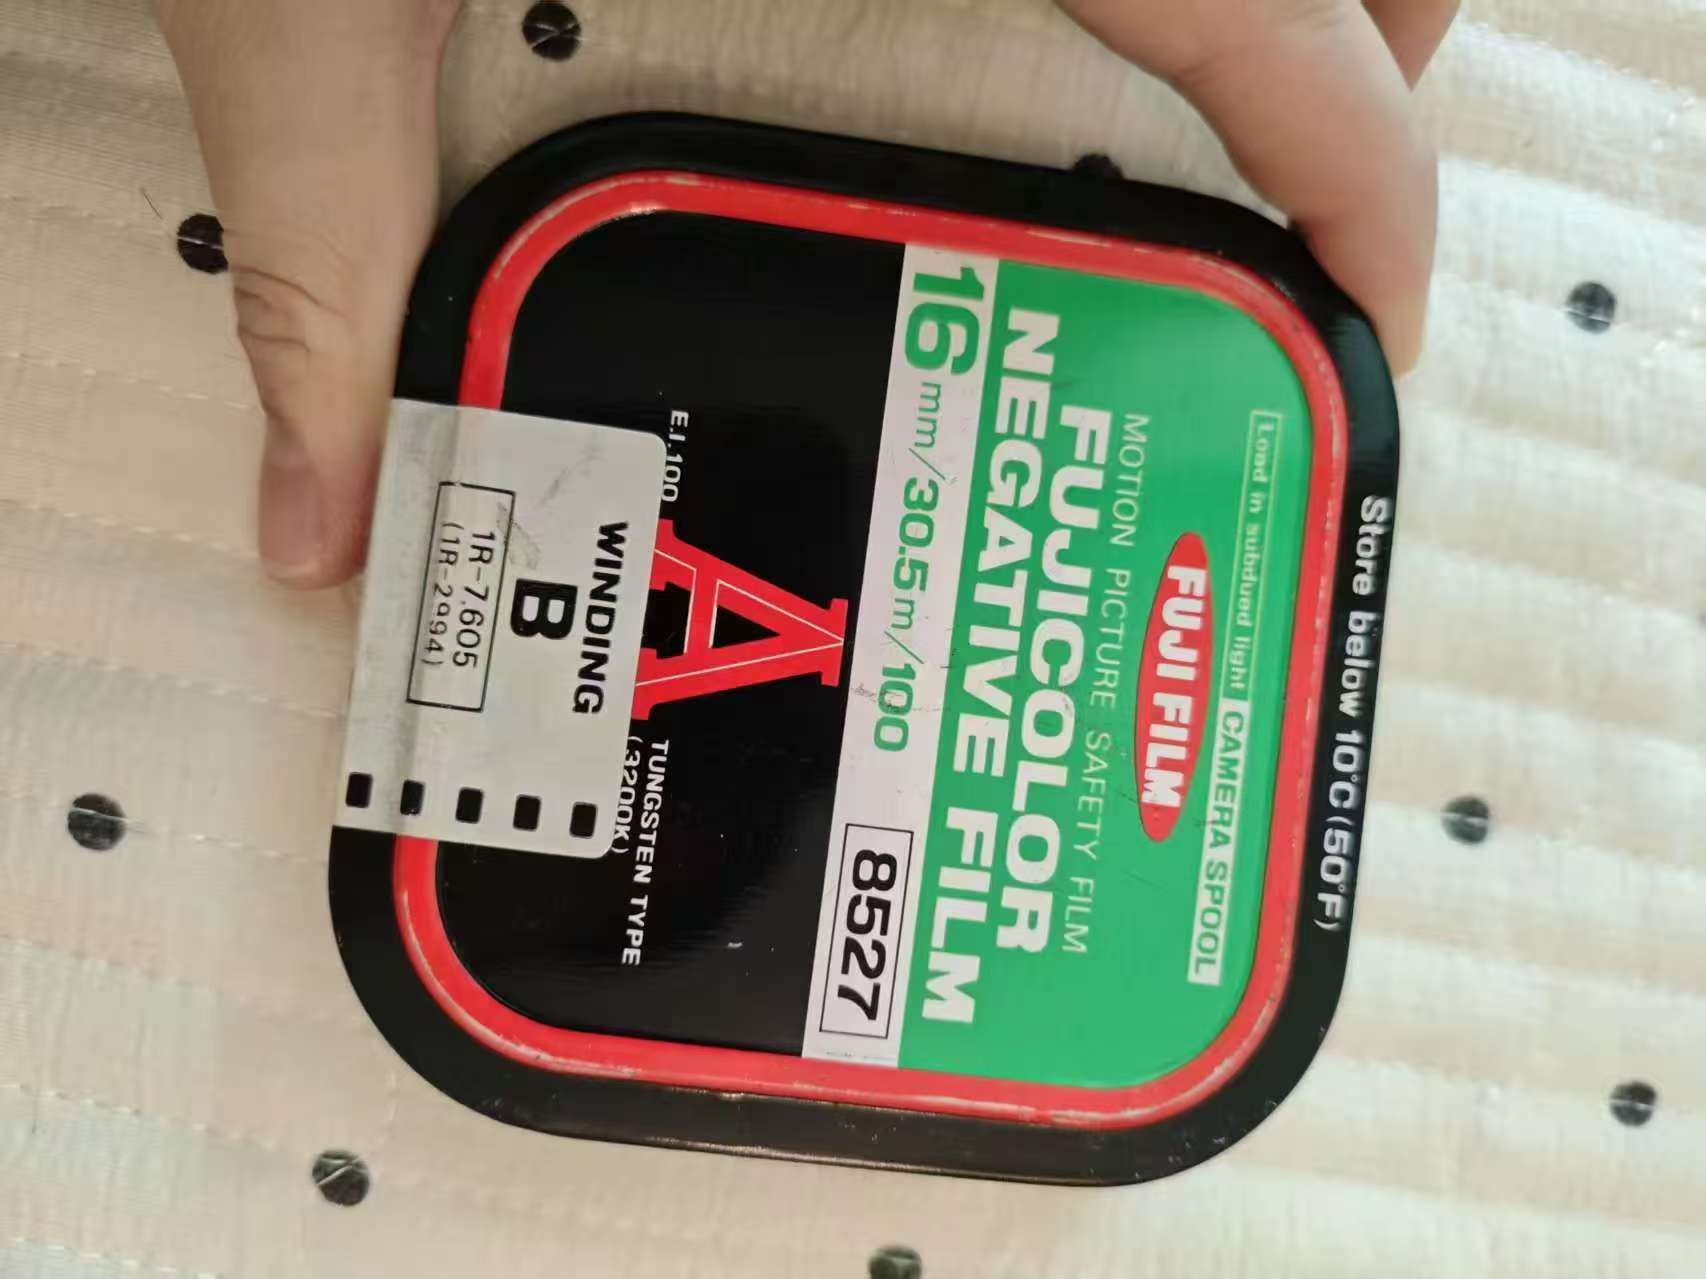 Store below 10°C(50°F)
Load in subdued light CAMERA SPOOL
FUJI FILM
MOTION PICTURE SAFETY FILM
FUJICOLOR
NEGATIVE FILM
16mm/30.5m/100 8527
A
E.I.100 TUNGSTEN TYPE
(3200K)
WINDING
B
1R-7.605
(1R-2994)